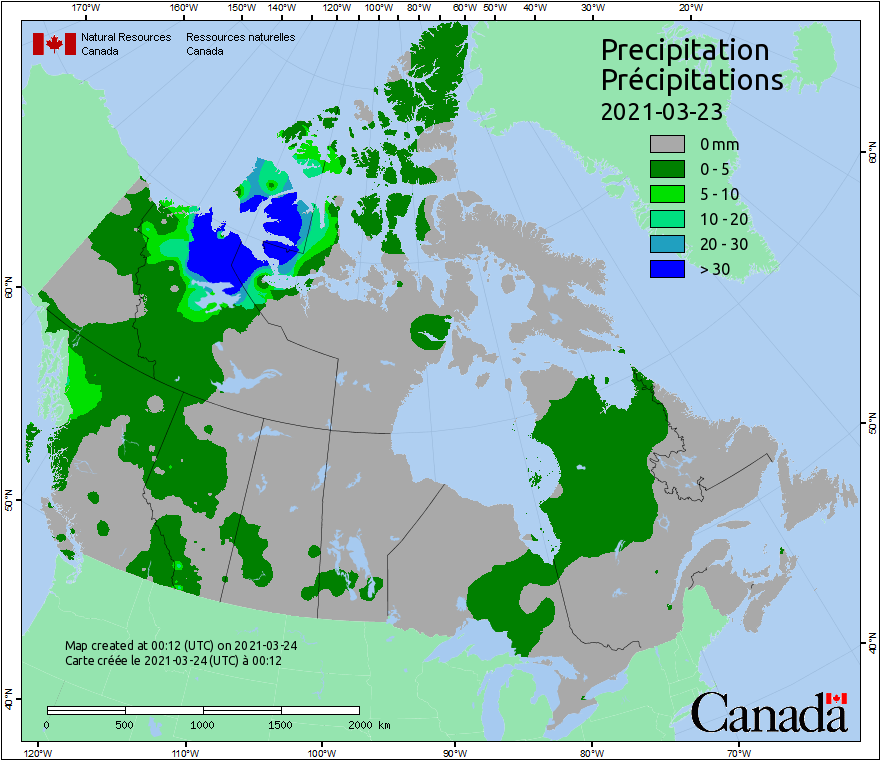 170°W 160°W 150°W 140°W 120°W 110°W 100°W 90°W 80°W 60°W 50°W 40°W 30°W 20°W
Natural Resources Canada
Ressources naturelles Canada
Precipitation
Précipitations
2021-03-23
0 mm
0 - 5
5 - 10
10 - 20
20 - 30
> 30
60°N
50°N
40°N
60°N
50°N
40°N
Map created at 00:12 (UTC) on 2021-03-24
Carte créée le 2021-03-24 (UTC) à 00:12
0 500 1000 1500 2000 km
Canada
120°W 110°W 100°W 90°W 80°W 70°W